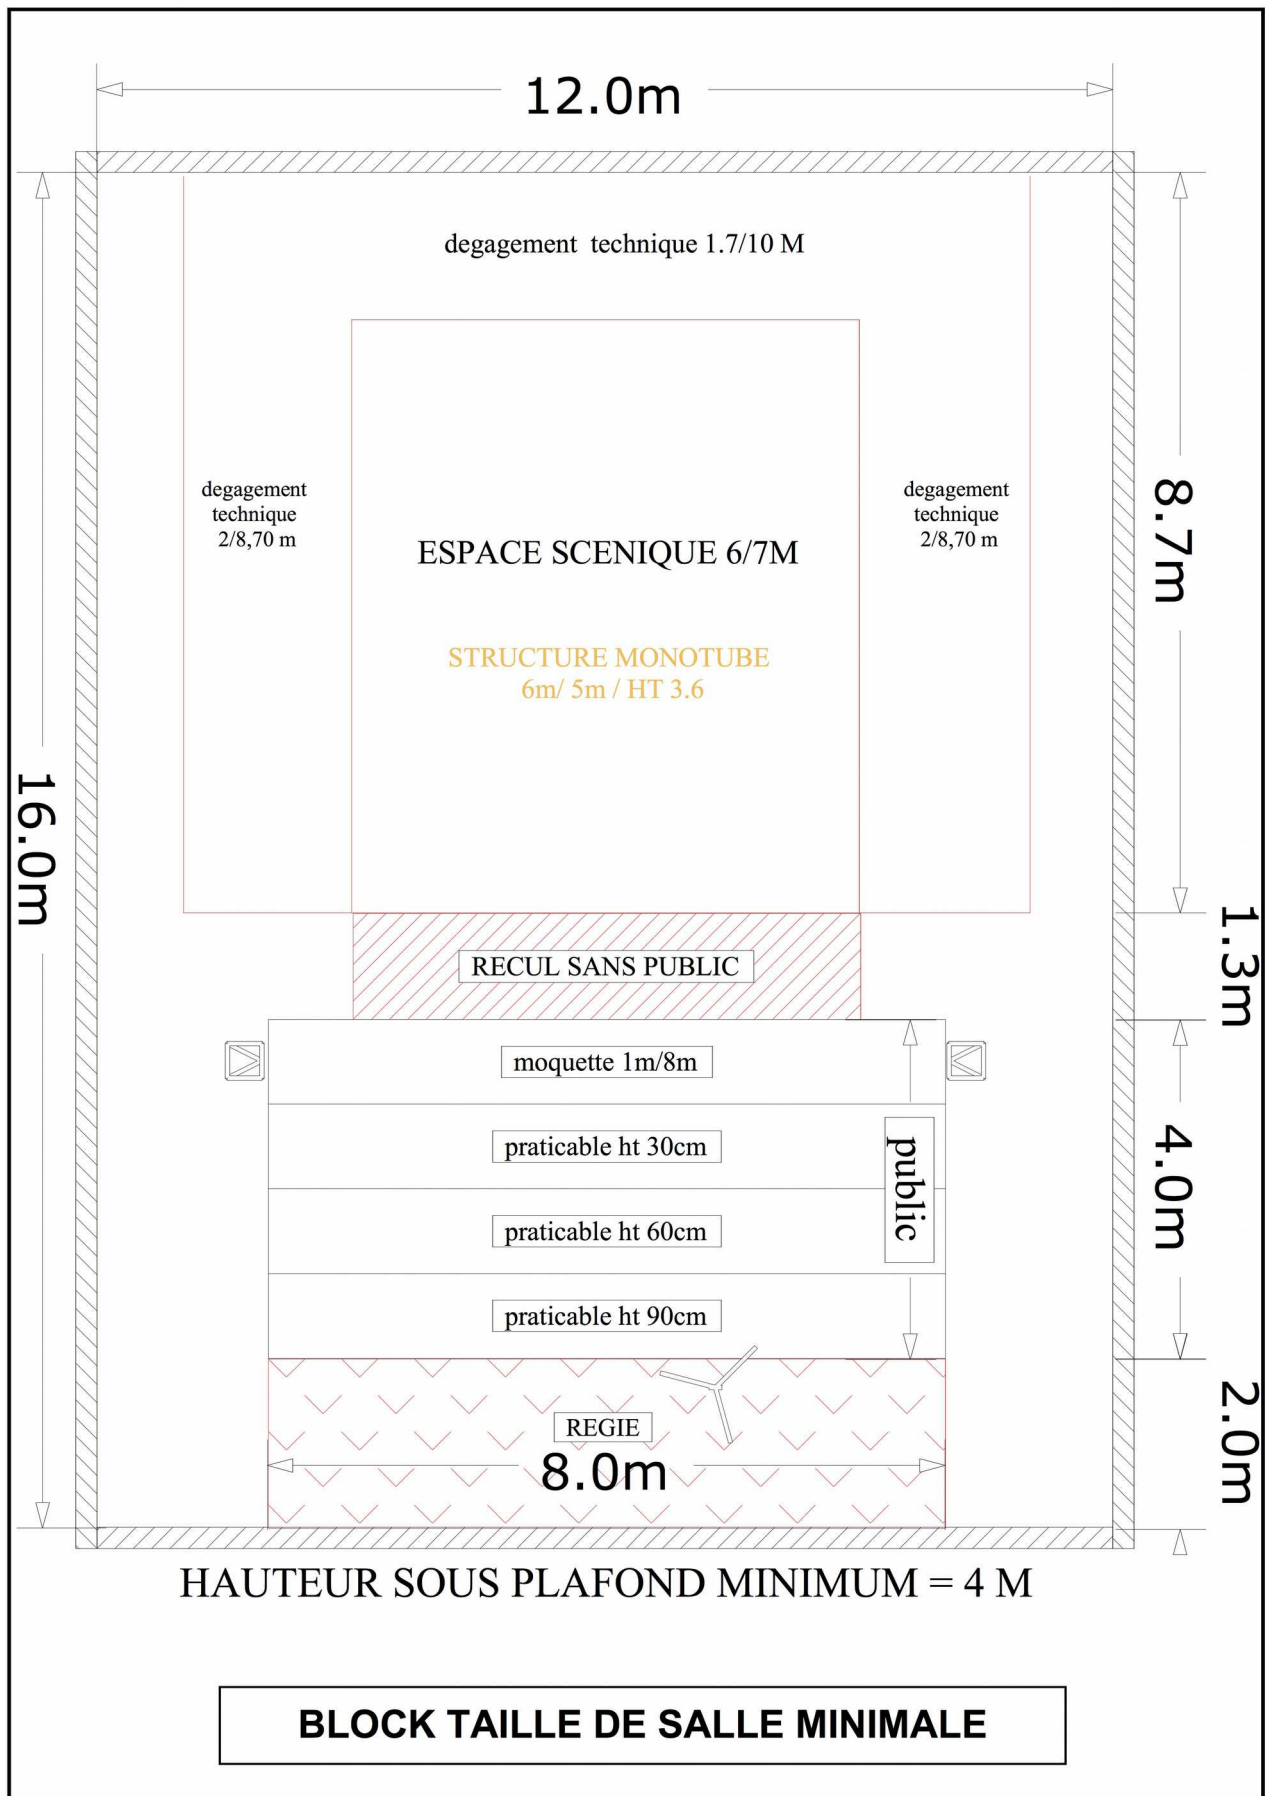 12.0m
degagement  technique 1.7/10 M
degagement
technique
2/8,70 m
degagement
technique
2/8,70 m
ESPACE SCENIQUE 6/7M
8.7m
STRUCTURE MONOTUBE
6m/ 5m / HT 3.6
16.0m
RECUL SANS PUBLIC
1.3m
moquette 1m/8m
praticable ht 30cm
public
4.0m
praticable ht 60cm
praticable ht 90cm
REGIE
8.0m
2.0m
HAUTEUR SOUS PLAFOND MINIMUM = 4 M
BLOCK TAILLE DE SALLE MINIMALE